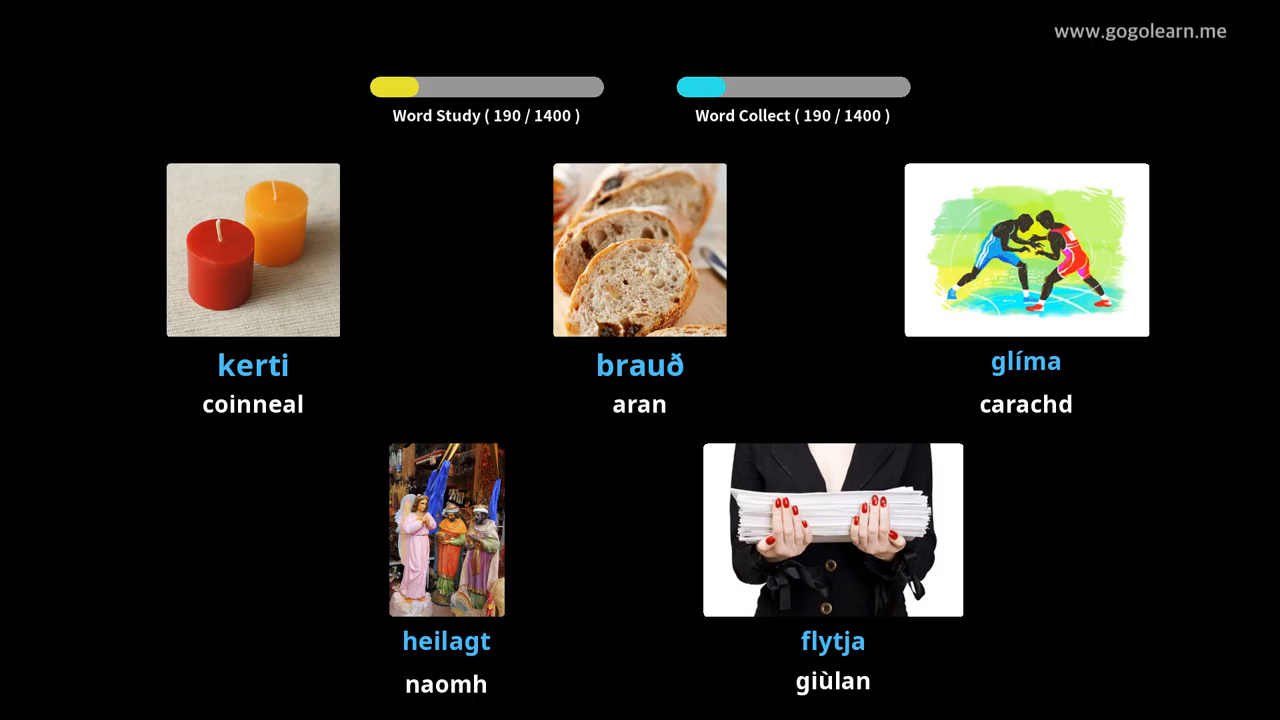 www.gogolearn.me
Word Study ( 190 / 1400 )
Word Collect ( 190 / 1400 )
kerti
coinneal
brauð
aran
glíma
carachd
heilagt
naomh
flytja
giùlan